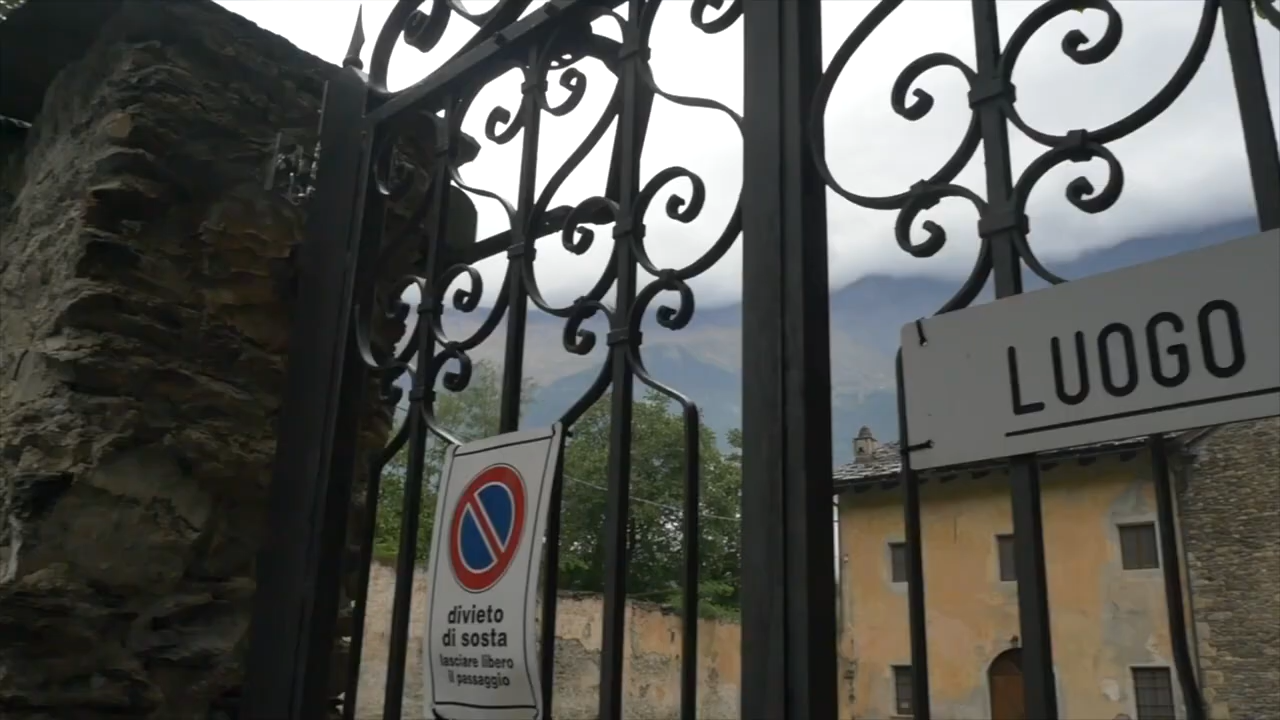 LUOGO
divieto
di sosta
lasciare libero
il passaggio